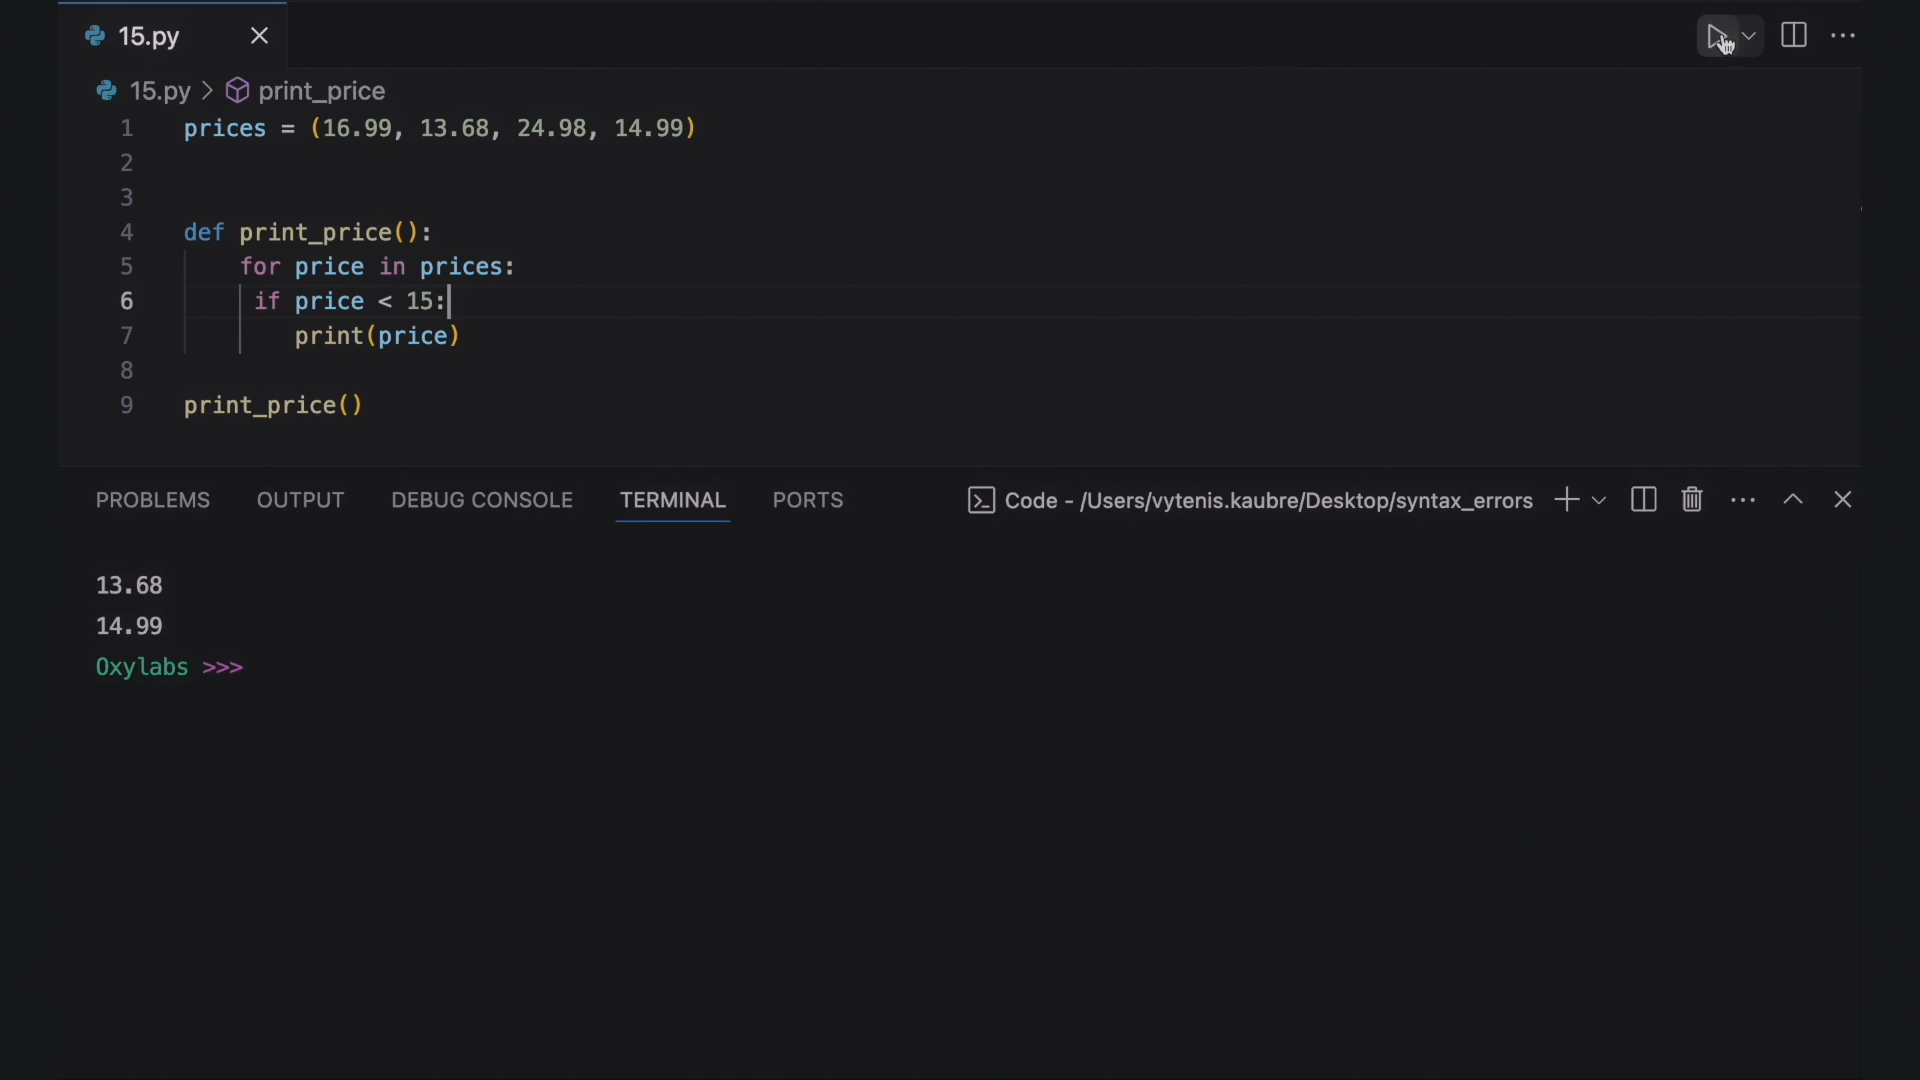 15.py
15.py > print_price
1 prices = (16.99, 13.68, 24.98, 14.99)
2
3
4 def print_price():
5     for price in prices:
6      if price < 15:
7         print(price)
8
9 print_price()
PROBLEMS OUTPUT DEBUG CONSOLE TERMINAL PORTS Code - /Users/vytenis.kaubre/Desktop/syntax_errors
13.68
14.99
Oxylabs >>>